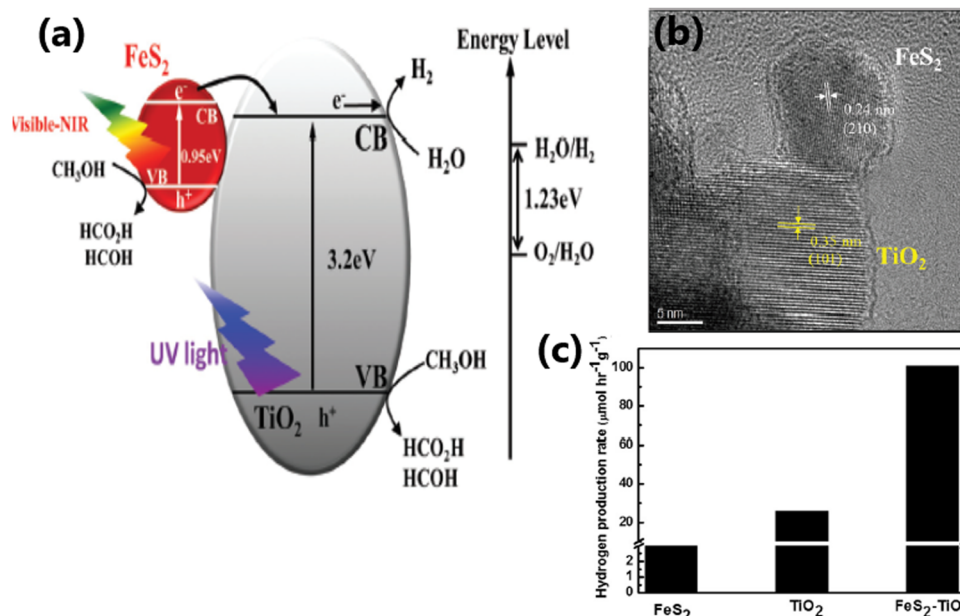 (a)
FeS₂
e⁻
CB
Visible-NIR
0.95eV
CH₃OH
VB
h⁺
HCO₂H
HCOH
e⁻
H₂
CB
H₂O
3.2eV
UV light
VB
CH₃OH
TiO₂
h⁺
HCO₂H
HCOH
Energy Level
H₂O/H₂
1.23eV
O₂/H₂O
(b)
FeS₂
0.24 nm
(210)
0.35 nm
(101)
TiO₂
5 nm
(c)
Hydrogen production rate (μmol hr⁻¹g⁻¹)
100
80
60
40
20
2
1
0
FeS₂
TiO₂
FeS₂-TiO